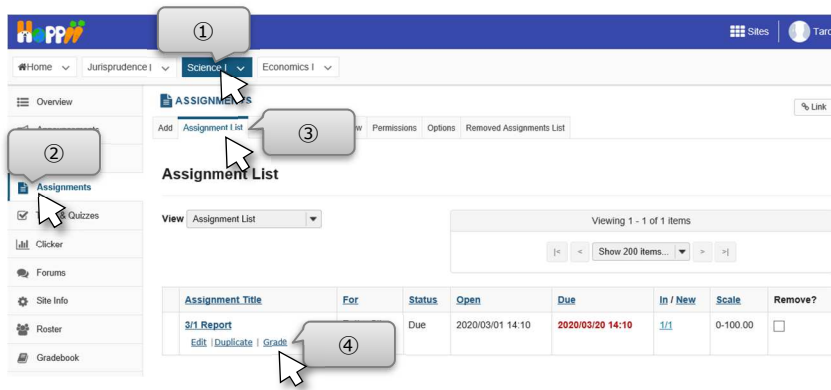 Hoppii
①
Sites
Taro
Home
Jurisprudence I
Science I
Economics I
Overview
②
Assignments
& Quizzes
Clicker
Forums
Site Info
Roster
Gradebook
ASSIGNMENTS
Link
Add Assignment List ③ Permissions Options Removed Assignments List
Assignment List
View Assignment List
Viewing 1 - 1 of 1 items
|< < Show 200 items... > >|
Assignment Title For Status Open Due In / New Scale Remove?
3/1 Report Due 2020/03/01 14:10 2020/03/20 14:10 1/1 0-100.00
Edit | Duplicate | Grade ④